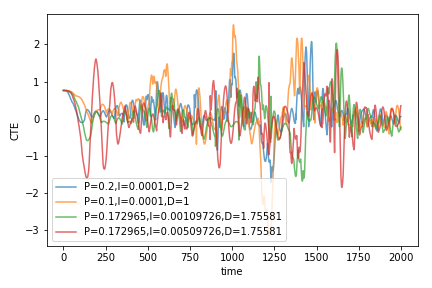 2
1
0
−1
−2
−3
CTE
P=0.2,I=0.0001,D=2
P=0.1,I=0.0001,D=1
P=0.172965,I=0.00109726,D=1.75581
P=0.172965,I=0.00509726,D=1.75581
0 250 500 750 1000 1250 1500 1750 2000
time